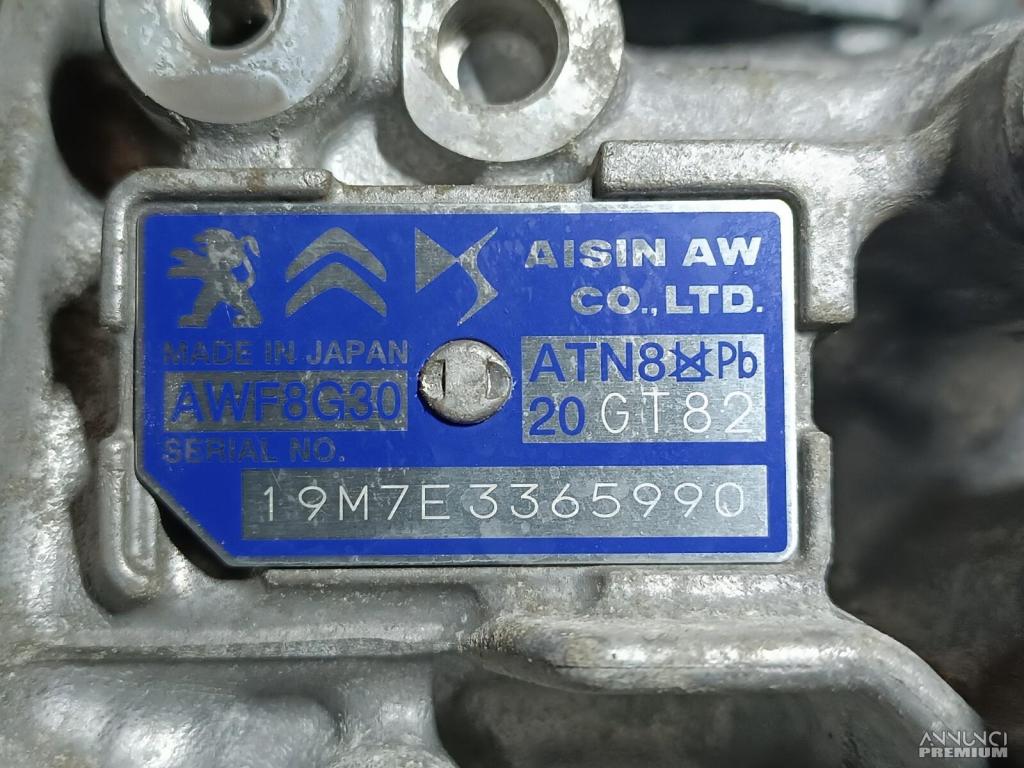 AISIN AW
CO.,LTD.
MADE IN JAPAN
AWF8G30
ATN8 Pb
20 GT82
SERIAL NO.
19M7E3365990
ANNUNCI
PREMIUM